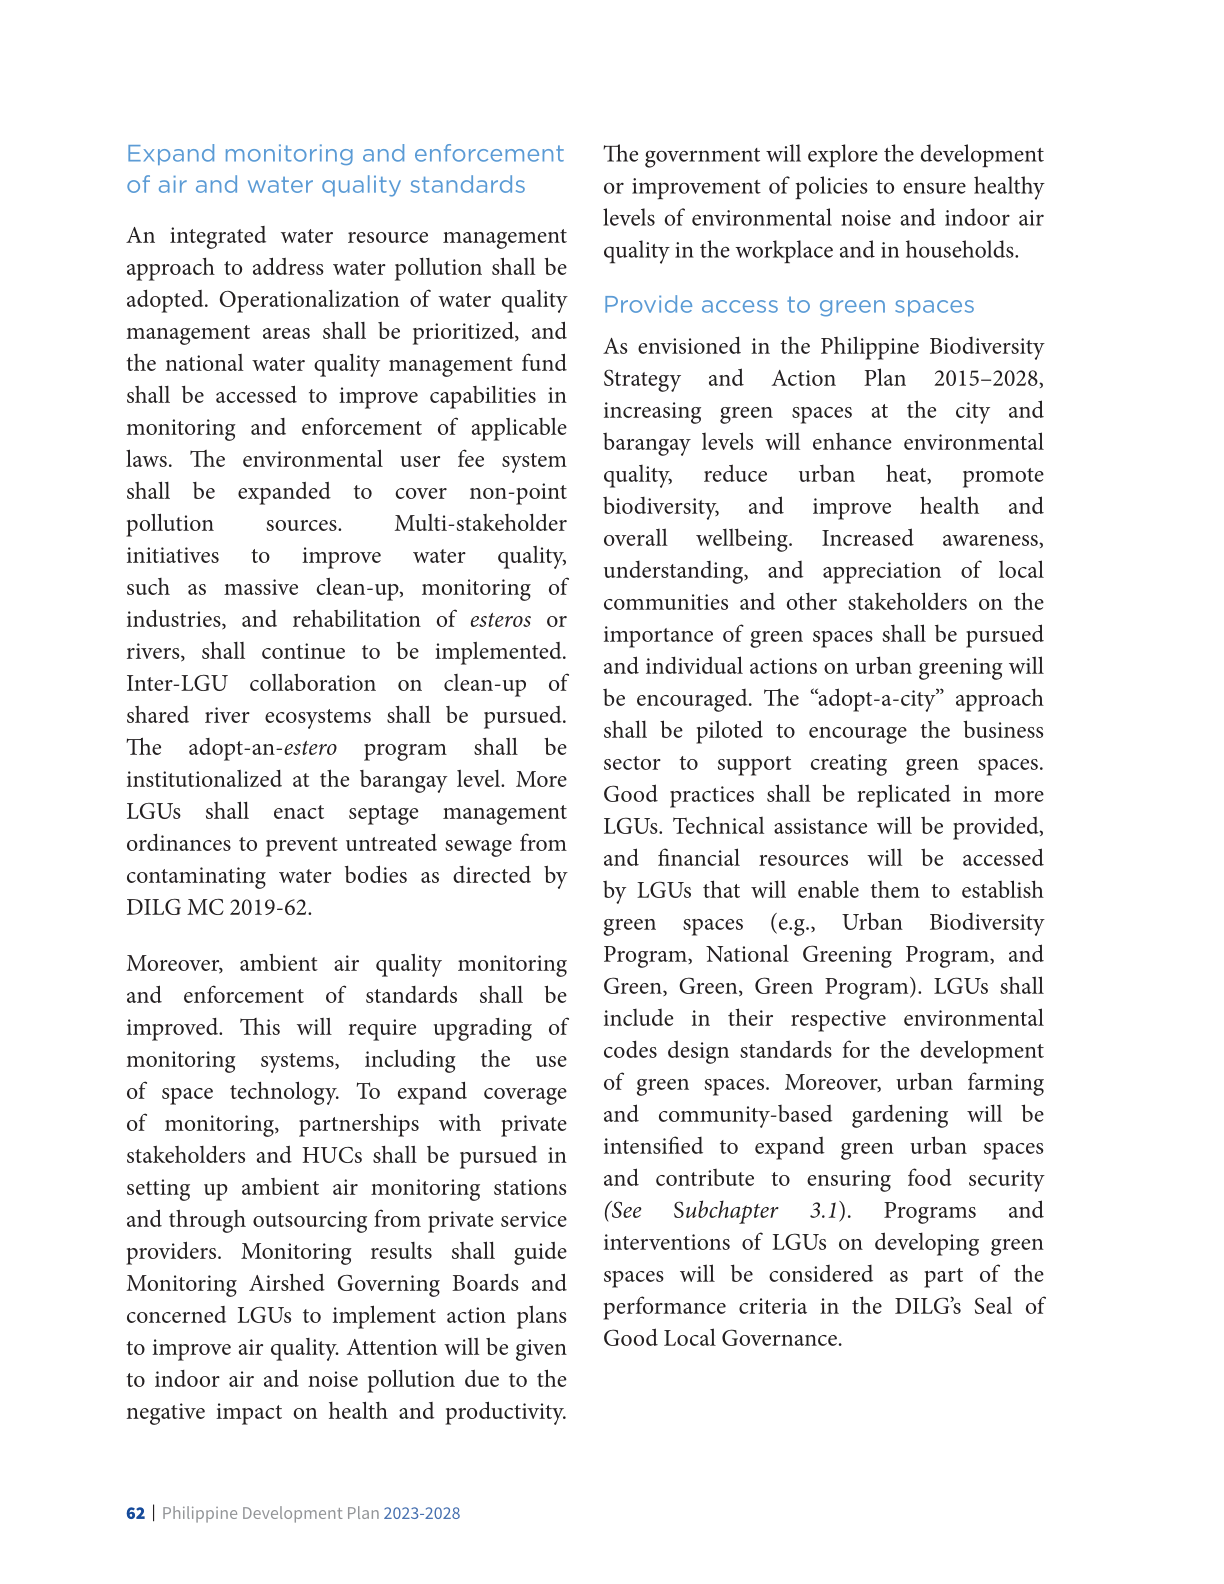 Expand monitoring and enforcement
of air and water quality standards
An integrated water resource management
approach to address water pollution shall be
adopted. Operationalization of water quality
management areas shall be prioritized, and
the national water quality management fund
shall be accessed to improve capabilities in
monitoring and enforcement of applicable
laws. The environmental user fee system
shall be expanded to cover non-point
pollution sources. Multi-stakeholder
initiatives to improve water quality,
such as massive clean-up, monitoring of
industries, and rehabilitation of esteros or
rivers, shall continue to be implemented.
Inter-LGU collaboration on clean-up of
shared river ecosystems shall be pursued.
The adopt-an-estero program shall be
institutionalized at the barangay level. More
LGUs shall enact septage management
ordinances to prevent untreated sewage from
contaminating water bodies as directed by
DILG MC 2019-62.
Moreover, ambient air quality monitoring
and enforcement of standards shall be
improved. This will require upgrading of
monitoring systems, including the use
of space technology. To expand coverage
of monitoring, partnerships with private
stakeholders and HUCs shall be pursued in
setting up ambient air monitoring stations
and through outsourcing from private service
providers. Monitoring results shall guide
Monitoring Airshed Governing Boards and
concerned LGUs to implement action plans
to improve air quality. Attention will be given
to indoor air and noise pollution due to the
negative impact on health and productivity.
The government will explore the development
or improvement of policies to ensure healthy
levels of environmental noise and indoor air
quality in the workplace and in households.
Provide access to green spaces
As envisioned in the Philippine Biodiversity
Strategy and Action Plan 2015–2028,
increasing green spaces at the city and
barangay levels will enhance environmental
quality, reduce urban heat, promote
biodiversity, and improve health and
overall wellbeing. Increased awareness,
understanding, and appreciation of local
communities and other stakeholders on the
importance of green spaces shall be pursued
and individual actions on urban greening will
be encouraged. The “adopt-a-city” approach
shall be piloted to encourage the business
sector to support creating green spaces.
Good practices shall be replicated in more
LGUs. Technical assistance will be provided,
and financial resources will be accessed
by LGUs that will enable them to establish
green spaces (e.g., Urban Biodiversity
Program, National Greening Program, and
Green, Green, Green Program). LGUs shall
include in their respective environmental
codes design standards for the development
of green spaces. Moreover, urban farming
and community-based gardening will be
intensified to expand green urban spaces
and contribute to ensuring food security
(See Subchapter 3.1). Programs and
interventions of LGUs on developing green
spaces will be considered as part of the
performance criteria in the DILG’s Seal of
Good Local Governance.
62 | Philippine Development Plan 2023-2028